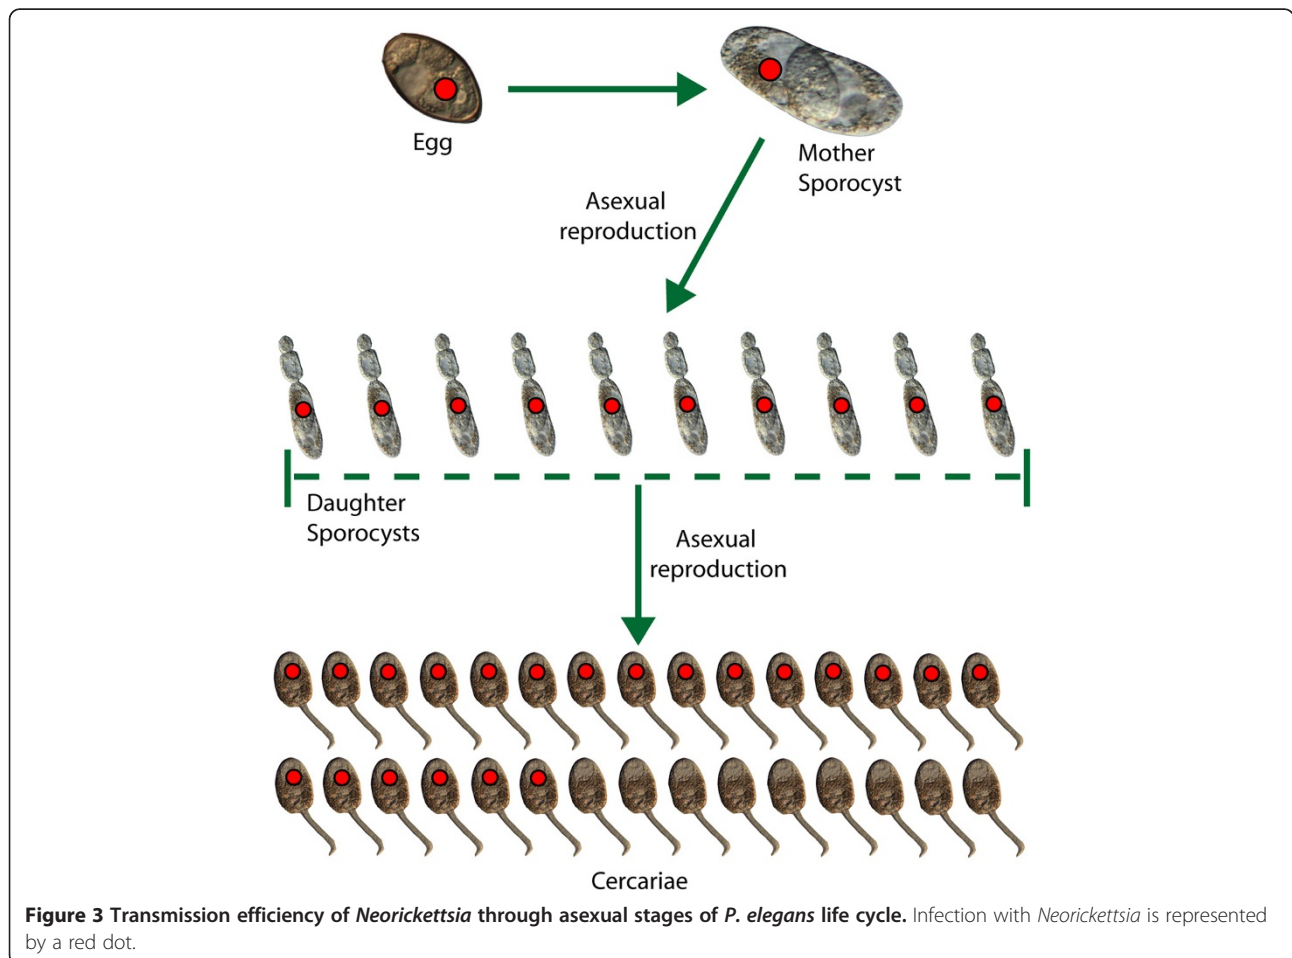 Egg
Mother
Sporocyst
Asexual
reproduction
Daughter
Sporocysts
Asexual
reproduction
Cercariae
Figure 3 Transmission efficiency of Neorickettsia through asexual stages of P. elegans life cycle. Infection with Neorickettsia is represented
by a red dot.